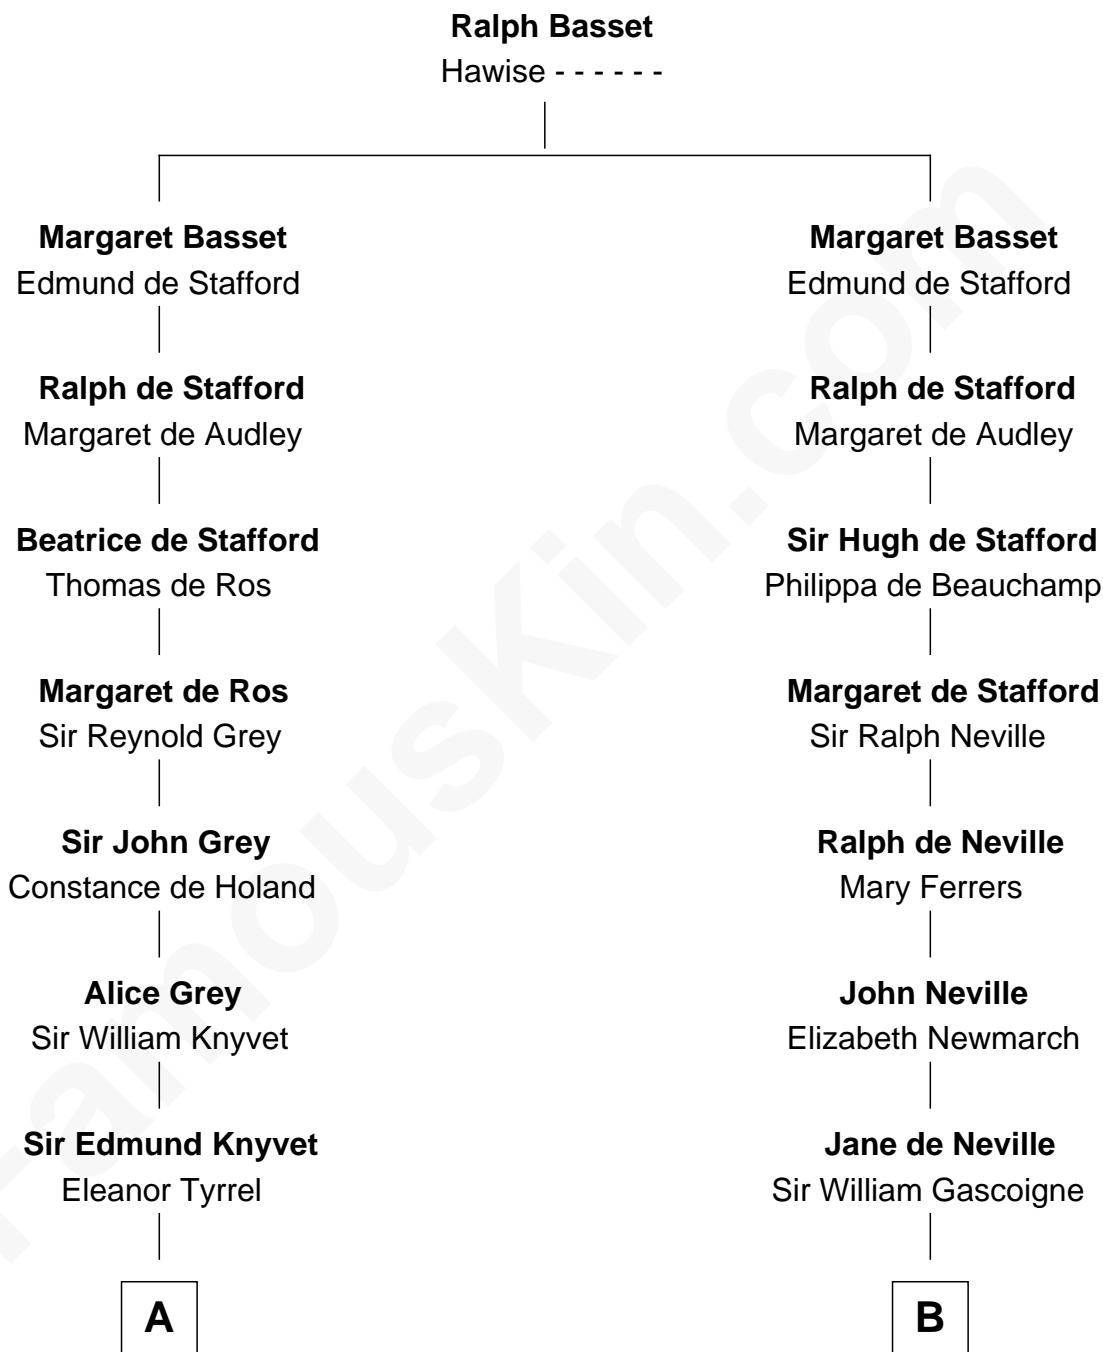 Ralph Basset
Hawise - - - - - -
Margaret Basset
Edmund de Stafford
Ralph de Stafford
Margaret de Audley
Beatrice de Stafford
Thomas de Ros
Margaret de Ros
Sir Reynold Grey
Sir John Grey
Constance de Holand
Alice Grey
Sir William Knyvet
Sir Edmund Knyvet
Eleanor Tyrrel
A
Margaret Basset
Edmund de Stafford
Ralph de Stafford
Margaret de Audley
Sir Hugh de Stafford
Philippa de Beauchamp
Margaret de Stafford
Sir Ralph Neville
Ralph de Neville
Mary Ferrers
John Neville
Elizabeth Newmarch
Jane de Neville
Sir William Gascoigne
B
FamousKin.com